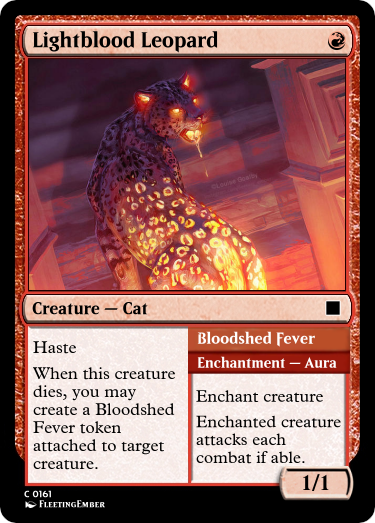 Lightblood Leopard
Creature — Cat
Haste
When this creature
dies, you may
create a Bloodshed
Fever token
attached to target
creature.
Bloodshed Fever
Enchantment — Aura
Enchant creature
Enchanted creature
attacks each
combat if able.
1/1
C 0161
FleetingEmber